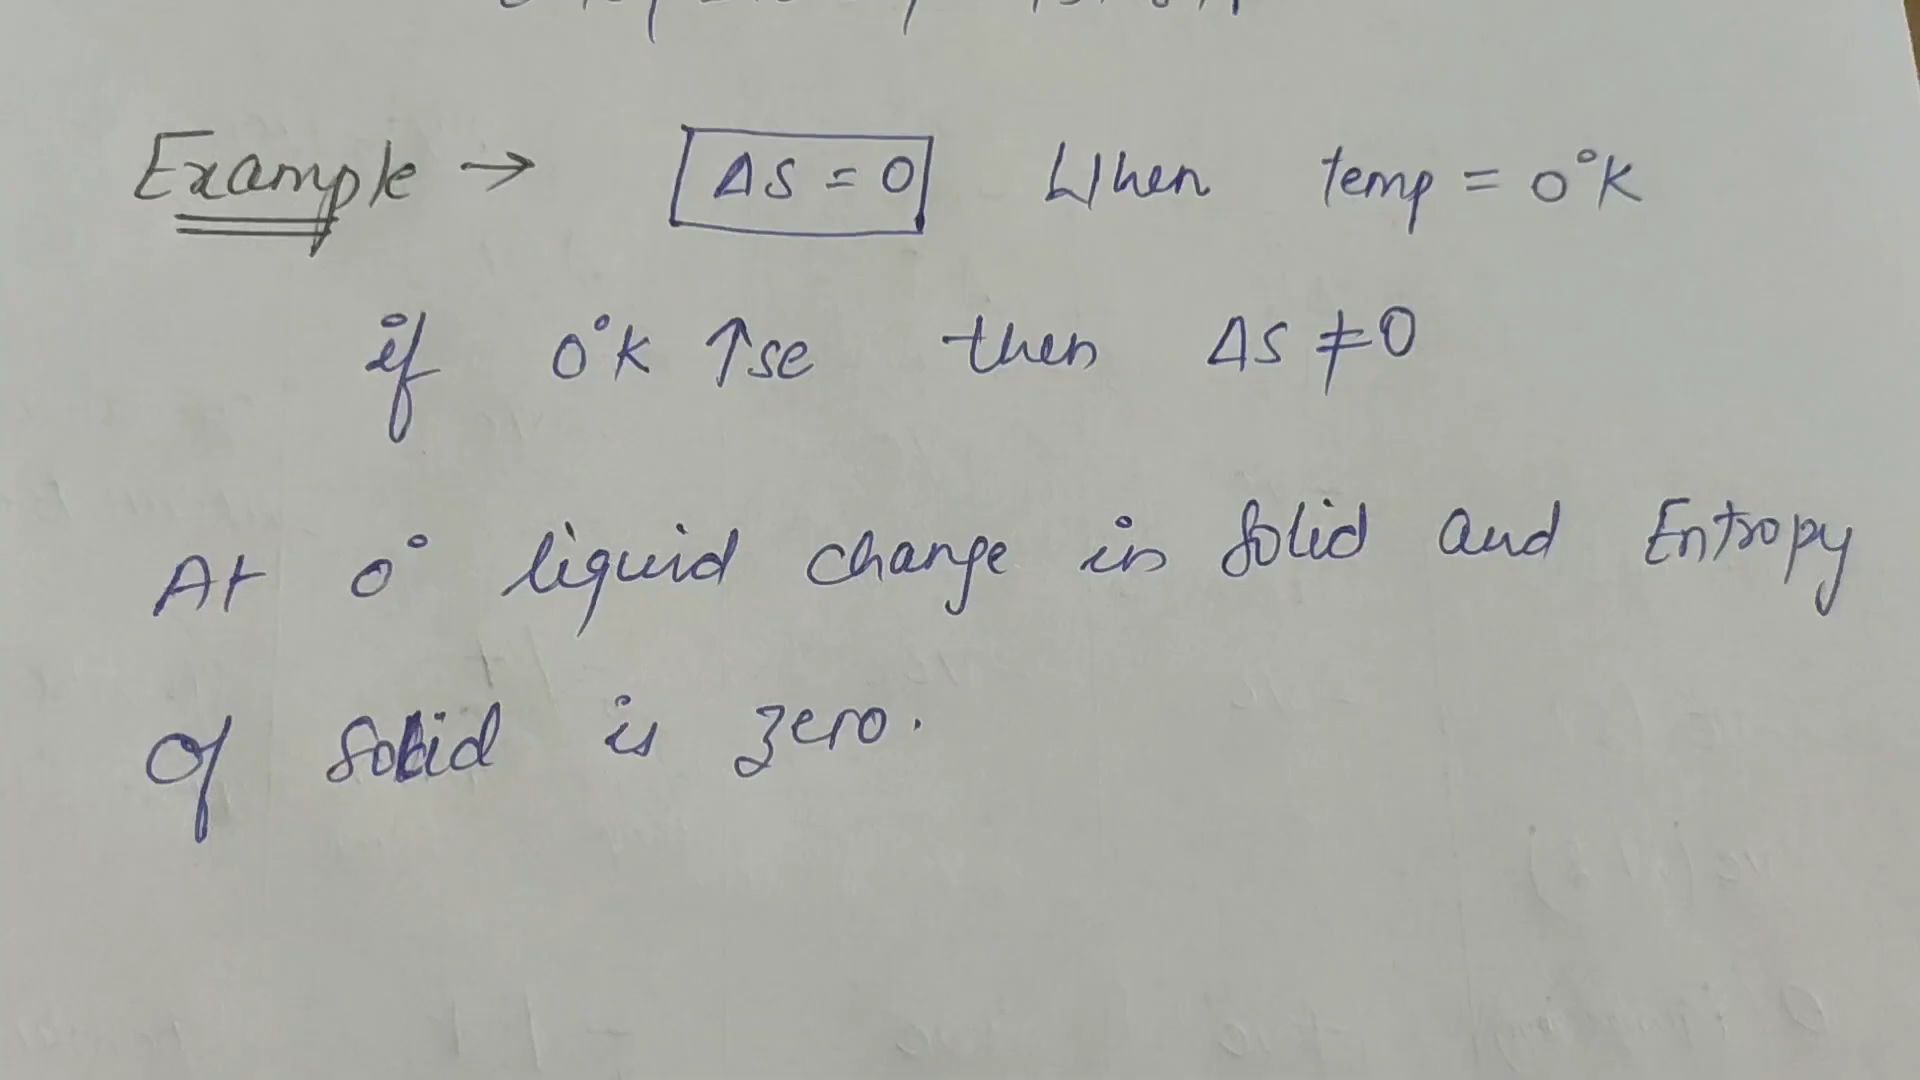 Example → ΔS = 0 When temp = 0°K
if 0°K ↑se then ΔS ≠ 0
At 0° liquid change in solid and Entropy
of solid is zero.